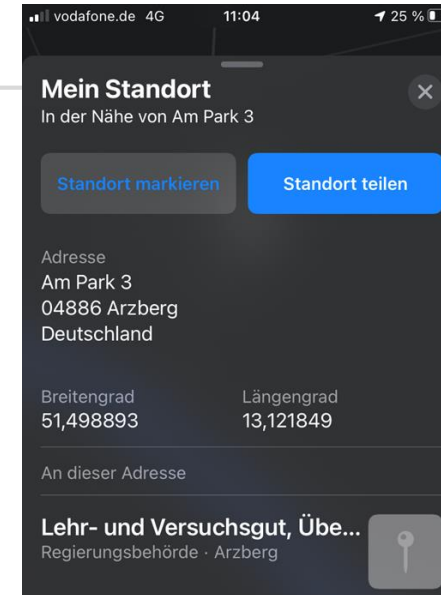 vodafone.de 4G 11:04 25 %
Mein Standort
In der Nähe von Am Park 3
Standort markieren Standort teilen
Adresse
Am Park 3
04886 Arzberg
Deutschland
Breitengrad Längengrad
51,498893 13,121849
An dieser Adresse
Lehr- und Versuchsgut, Übe...
Regierungsbehörde · Arzberg